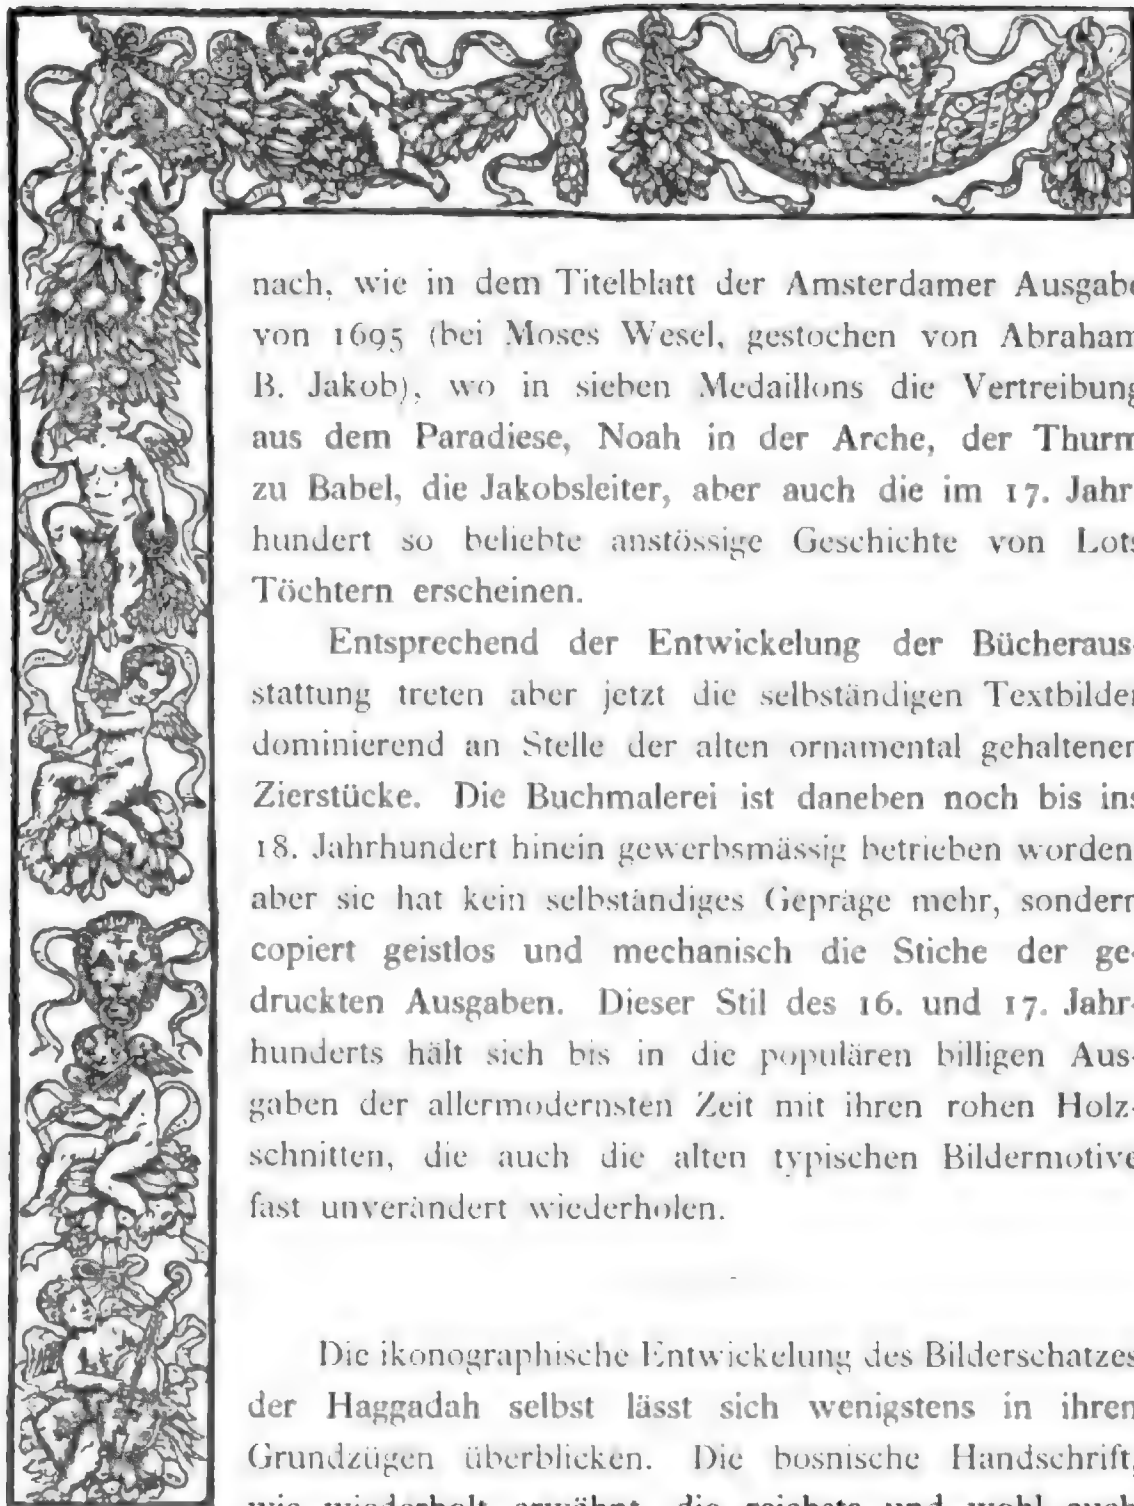 nach, wie in dem Titelblatt der Amsterdamer Ausgabe
von 1695 (bei Moses Wesel, gestochen von Abraham
B. Jakob), wo in sieben Medaillons die Vertreibung
aus dem Paradiese, Noah in der Arche, der Thurm
zu Babel, die Jakobsleiter, aber auch die im 17. Jahr-
hundert so beliebte anstössige Geschichte von Lots
Töchtern erscheinen.
Entsprechend der Entwickelung der Bücheraus-
stattung treten aber jetzt die selbständigen Textbilder
dominierend an Stelle der alten ornamental gehaltenen
Zierstücke. Die Buchmalerei ist daneben noch bis ins
18. Jahrhundert hinein gewerbsmässig betrieben worden,
aber sie hat kein selbständiges Gepräge mehr, sondern
copiert geistlos und mechanisch die Stiche der ge-
druckten Ausgaben. Dieser Stil des 16. und 17. Jahr-
hunderts hält sich bis in die populären billigen Aus-
gaben der allermodernsten Zeit mit ihren rohen Holz-
schnitten, die auch die alten typischen Bildermotive
fast unverändert wiederholen.
Die ikonographische Entwickelung des Bilderschatzes
der Haggadah selbst lässt sich wenigstens in ihren
Grundzügen überblicken. Die bosnische Handschrift,
wie wiederholt erwähnt, die reichste und wohl auch